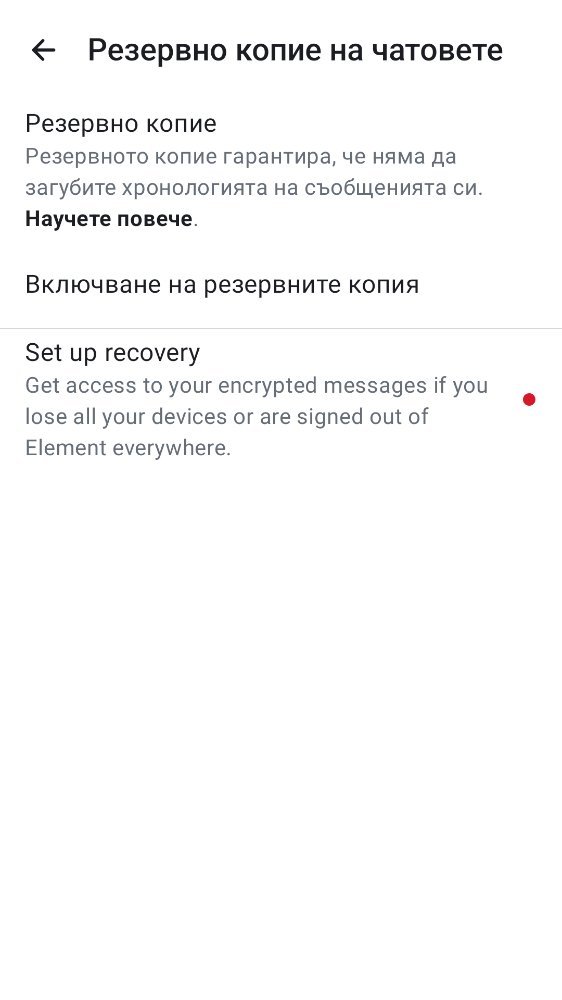 Резервно копие на чатовете
Резервно копие
Резервното копие гарантира, че няма да
загубите хронологията на съобщенията си.
Научете повече.
Включване на резервните копия
Set up recovery
Get access to your encrypted messages if you
lose all your devices or are signed out of
Element everywhere.